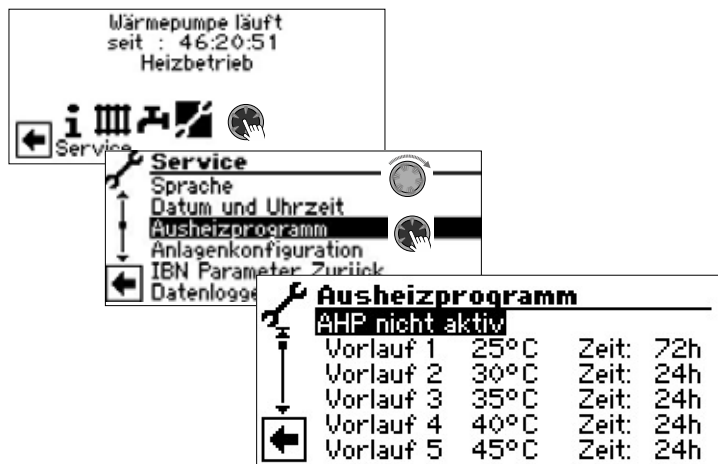 Wärmepumpe läuft
seit : 46:20:51
Heizbetrieb
Service
Service
Sprache
Datum und Uhrzeit
Ausheizprogramm
Anlagenkonfiguration
IBN Parameter Zurück
Ausheizprogramm
AHP nicht aktiv
Vorlauf 1 25°C Zeit: 72h
Vorlauf 2 30°C Zeit: 24h
Vorlauf 3 35°C Zeit: 24h
Vorlauf 4 40°C Zeit: 24h
Vorlauf 5 45°C Zeit: 24h